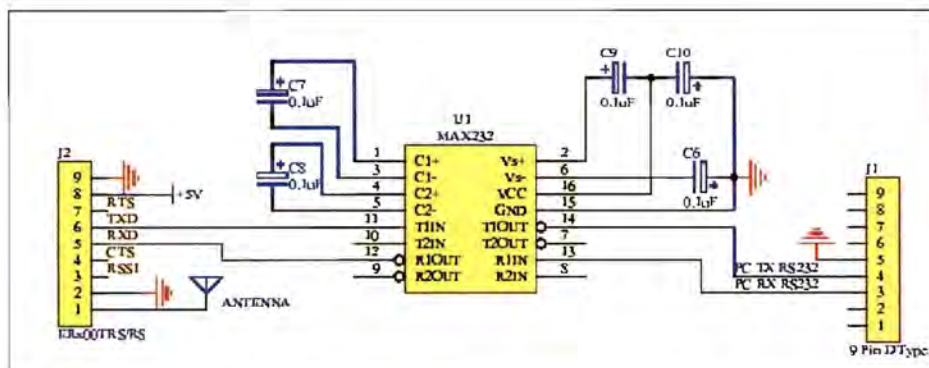 C9
C10
0.1uF
0.1uF
C7
0.1uF
C8
0.1uF
C6
0.1uF
U1
MAX232
1
3
4
5
11
10
12
9
C1+
C1-
C2+
C2-
T1IN
T2IN
R1OUT
R2OUT
Vs+
Vs-
VCC
GND
T1OUT
T2OUT
R1IN
R2IN
2
6
16
15
14
7
13
8
J2
9
8
7
6
5
4
3
2
1
+5V
RTS
TXD
RXD
CTS
RSSI
ANTENNA
ERx00TRS/RS
J1
9
8
7
6
5
4
3
2
1
PC TX RS232
PC RX RS232
9 Pin DType